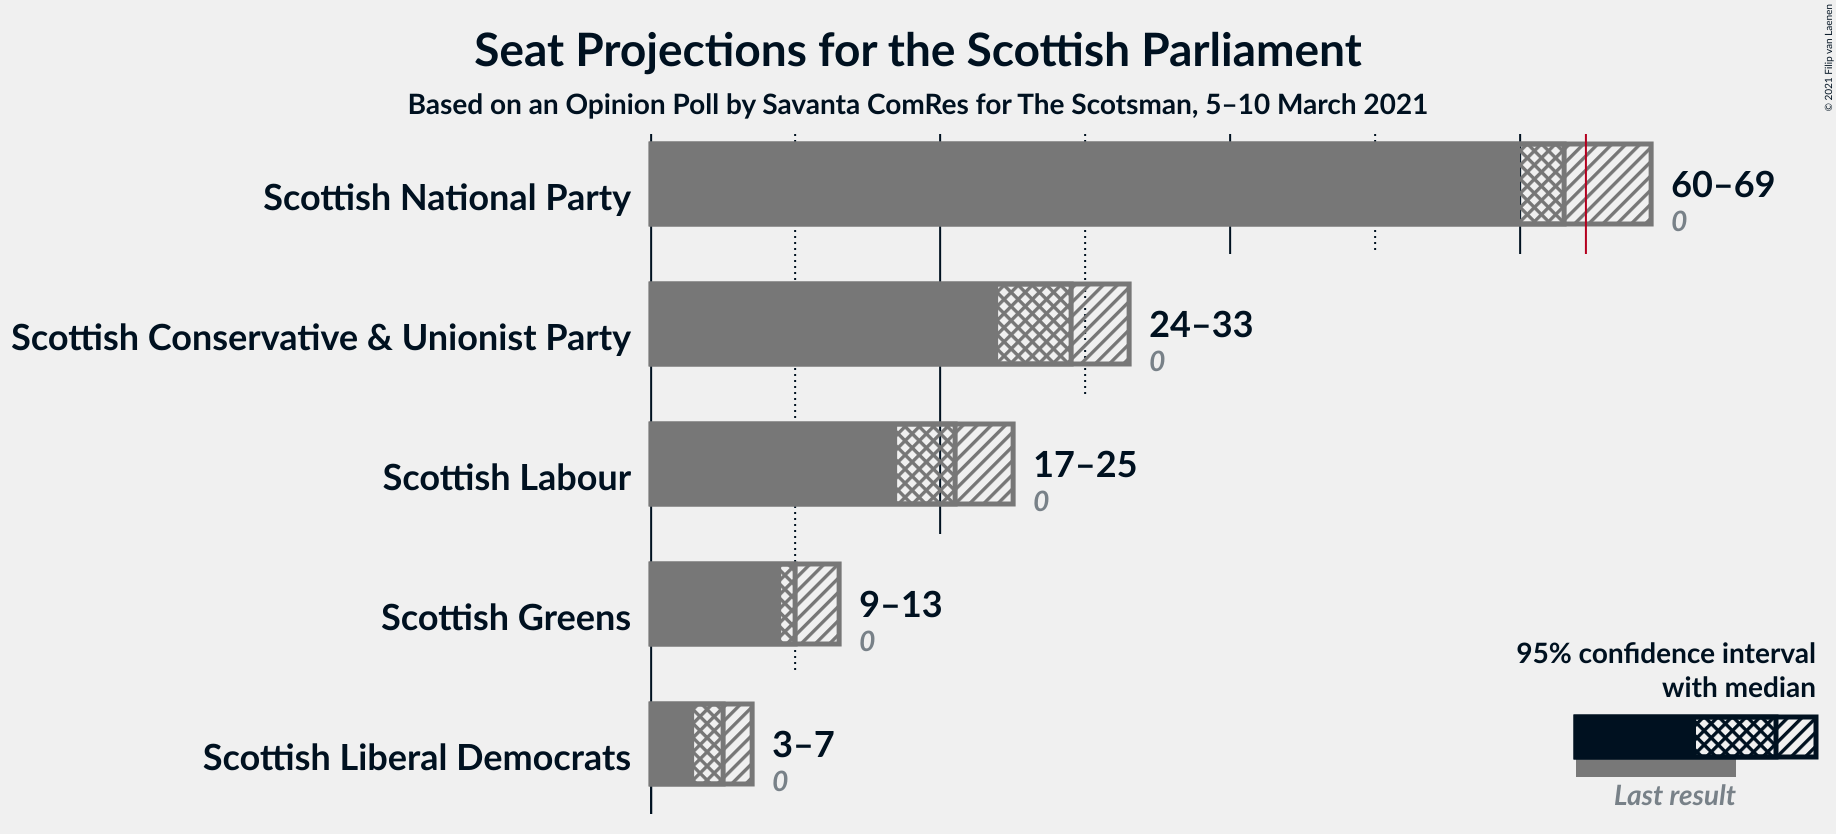 Seat Projections for the Scottish Parliament
Based on an Opinion Poll by Savanta ComRes for The Scotsman, 5–10 March 2021
© 2021 Filip van Laenen
Scottish National Party
60–69
0
Scottish Conservative & Unionist Party
24–33
0
Scottish Labour
17–25
0
Scottish Greens
9–13
0
Scottish Liberal Democrats
3–7
0
95% confidence interval
with median
Last result